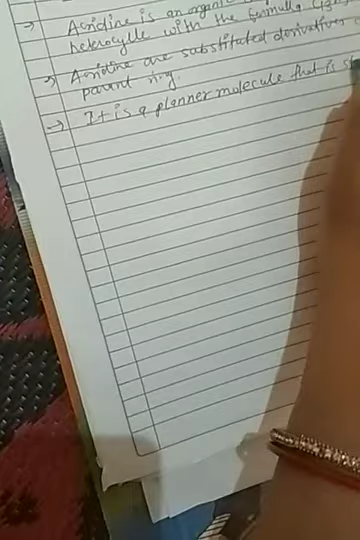 → Acridine is an organic
heterocycle with the formula C13
→ Acridine are substituted derivatives
parent ring.
→ It is a planner molecule that is